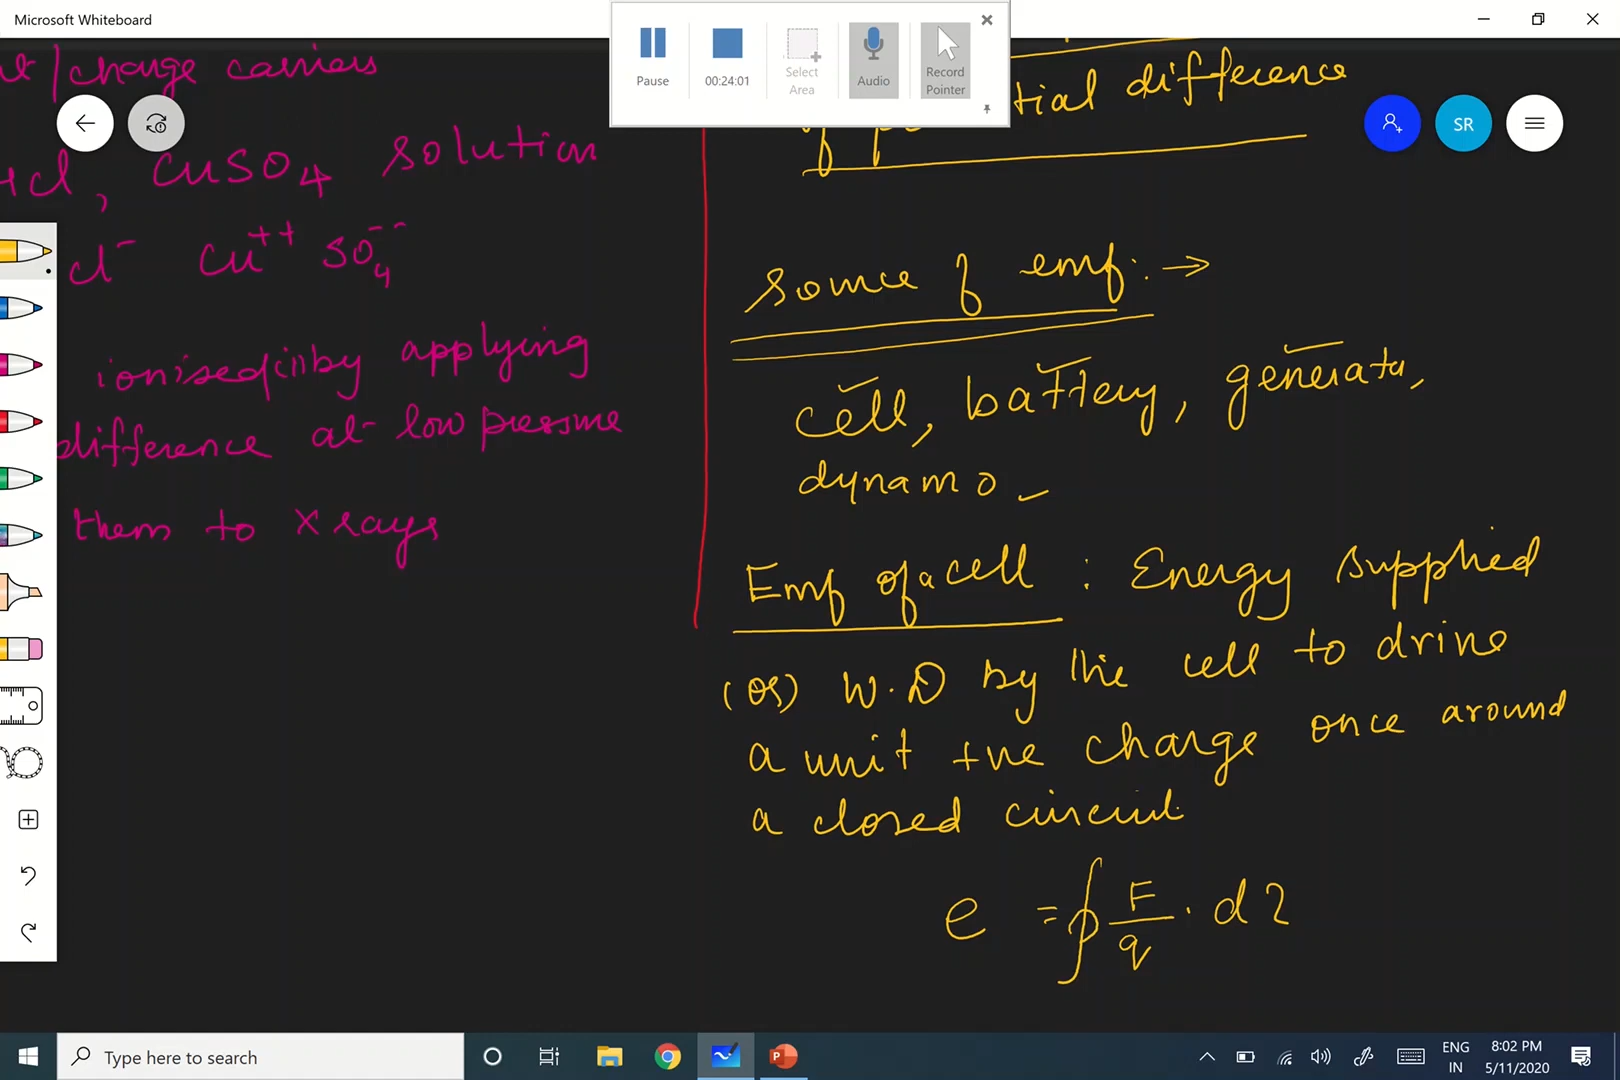 Microsoft Whiteboard
Pause
00:24:01
Select Area
Audio
Record Pointer
SR
/change carriers
Hcl, CuSO4 solution
cl⁻ Cu⁺⁺ SO4⁻⁻
ionised(i)by applying
difference at low pressure
them to X rays
tial difference
of p
Source of emf: →
cell, battery, generator,
dynamo
Emf of a cell : Energy supplied
(or) W.D by the cell to drive
a unit +ve charge once around
a closed circuit
e = ∮ F/q . dl
Type here to search
ENG
IN
8:02 PM
5/11/2020